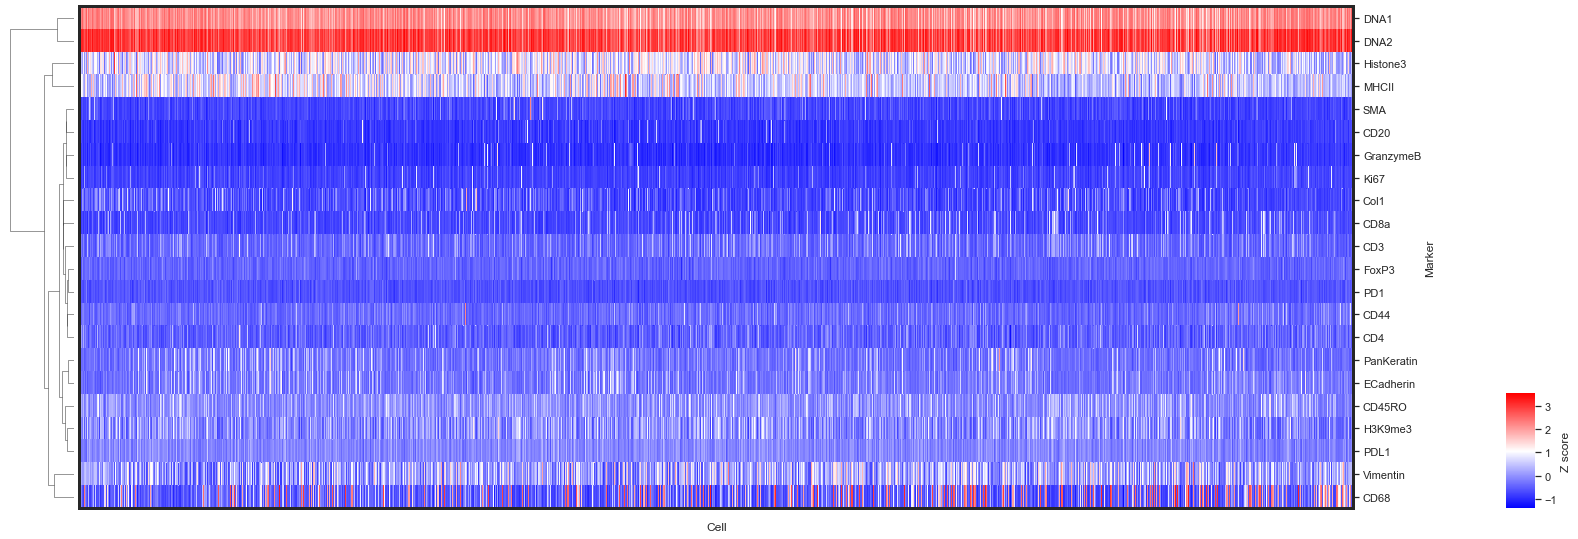 DNA1
DNA2
Histone3
MHCII
SMA
CD20
GranzymeB
Ki67
Col1
CD8a
CD3
FoxP3
PD1
CD44
CD4
PanKeratin
ECadherin
CD45RO
H3K9me3
PDL1
Vimentin
CD68
Marker
Cell
3
2
1
0
−1
Z score